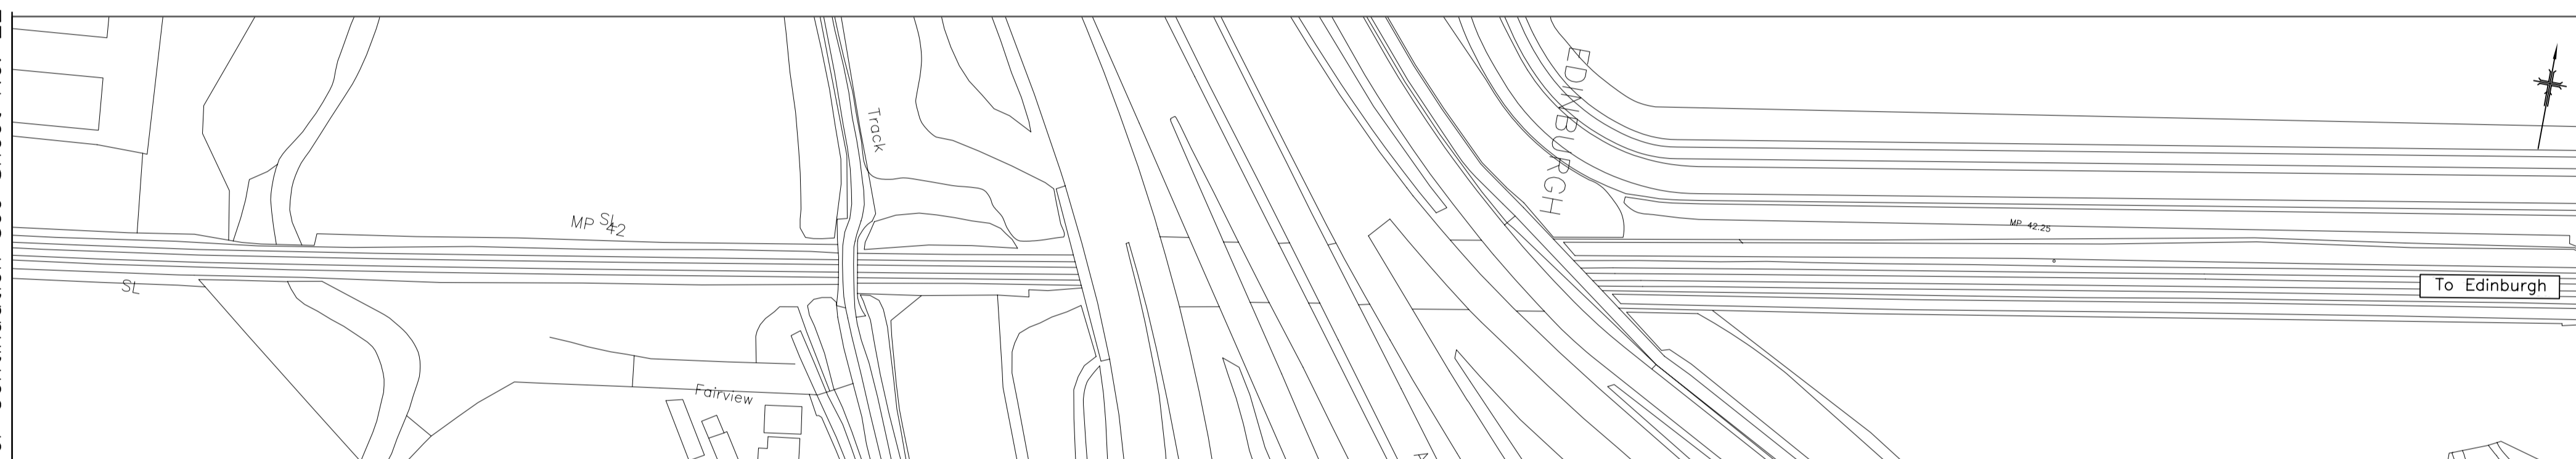 Track
EDINBURGH
SL
MP 42
MP 42.25
SL
To Edinburgh
Fairview